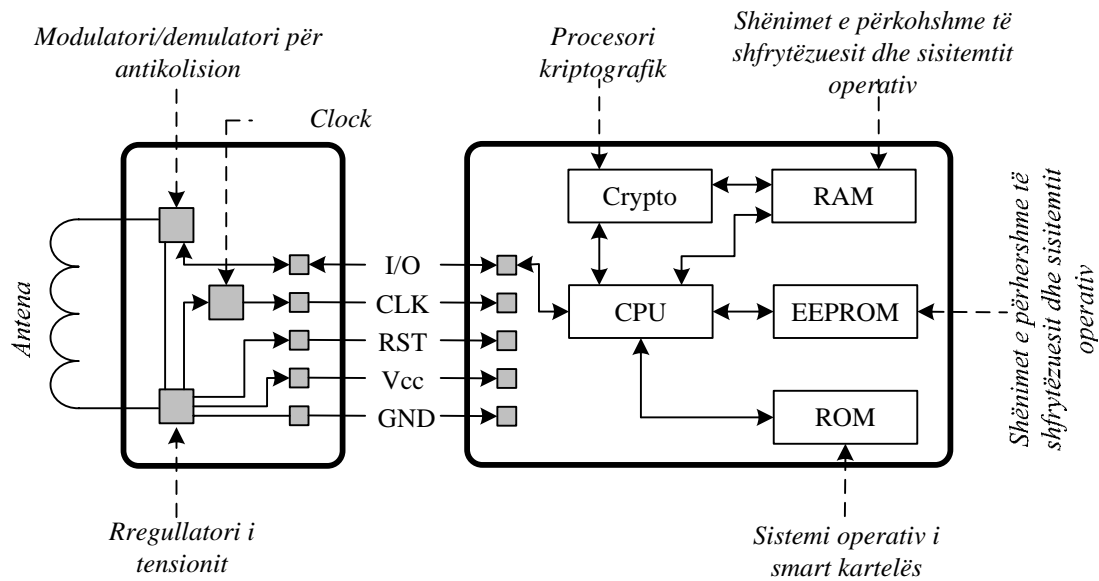 Modulatori/demulatori për
antikolision
Clock
Procesori
kriptografik
Shënimet e përkohshme të
shfrytëzuesit dhe sisitemtit
operativ
Crypto
RAM
Antena
I/O
CLK
RST
Vcc
GND
CPU
EEPROM
ROM
Shënimet e përhershme të
shfrytëzuesit dhe sisitemtit
operativ
Rregullatori i
tensionit
Sistemi operativ i
smart kartelës